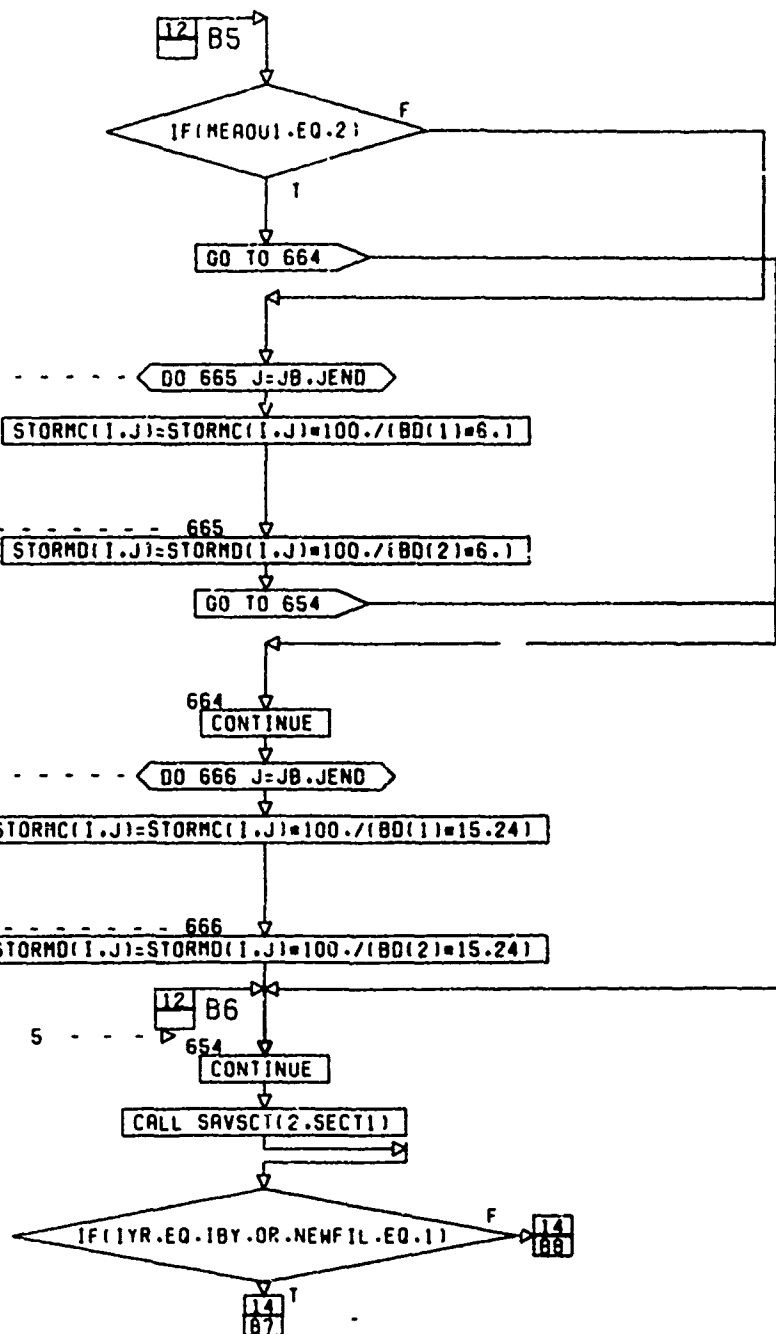 12 B5
IF(MEAOUI.EQ.2)
F
T
GO TO 664
DO 665 J=JB.JEND
STORMC(I.J)=STORMC(I.J)*100./(BD(1)*6.)
665
STORMD(I.J)=STORMD(I.J)*100./(BD(2)*6.)
GO TO 654
664
CONTINUE
DO 666 J=JB.JEND
STORMC(I.J)=STORMC(I.J)*100./(BD(1)*15.24)
666
STORMD(I.J)=STORMD(I.J)*100./(BD(2)*15.24)
12 B6
5
654
CONTINUE
CALL SAVSCT(2.SECT1)
IF(IYR.EQ.IBY.OR.NEWFIL.EQ.1)
F
14
B8
T
14
B7